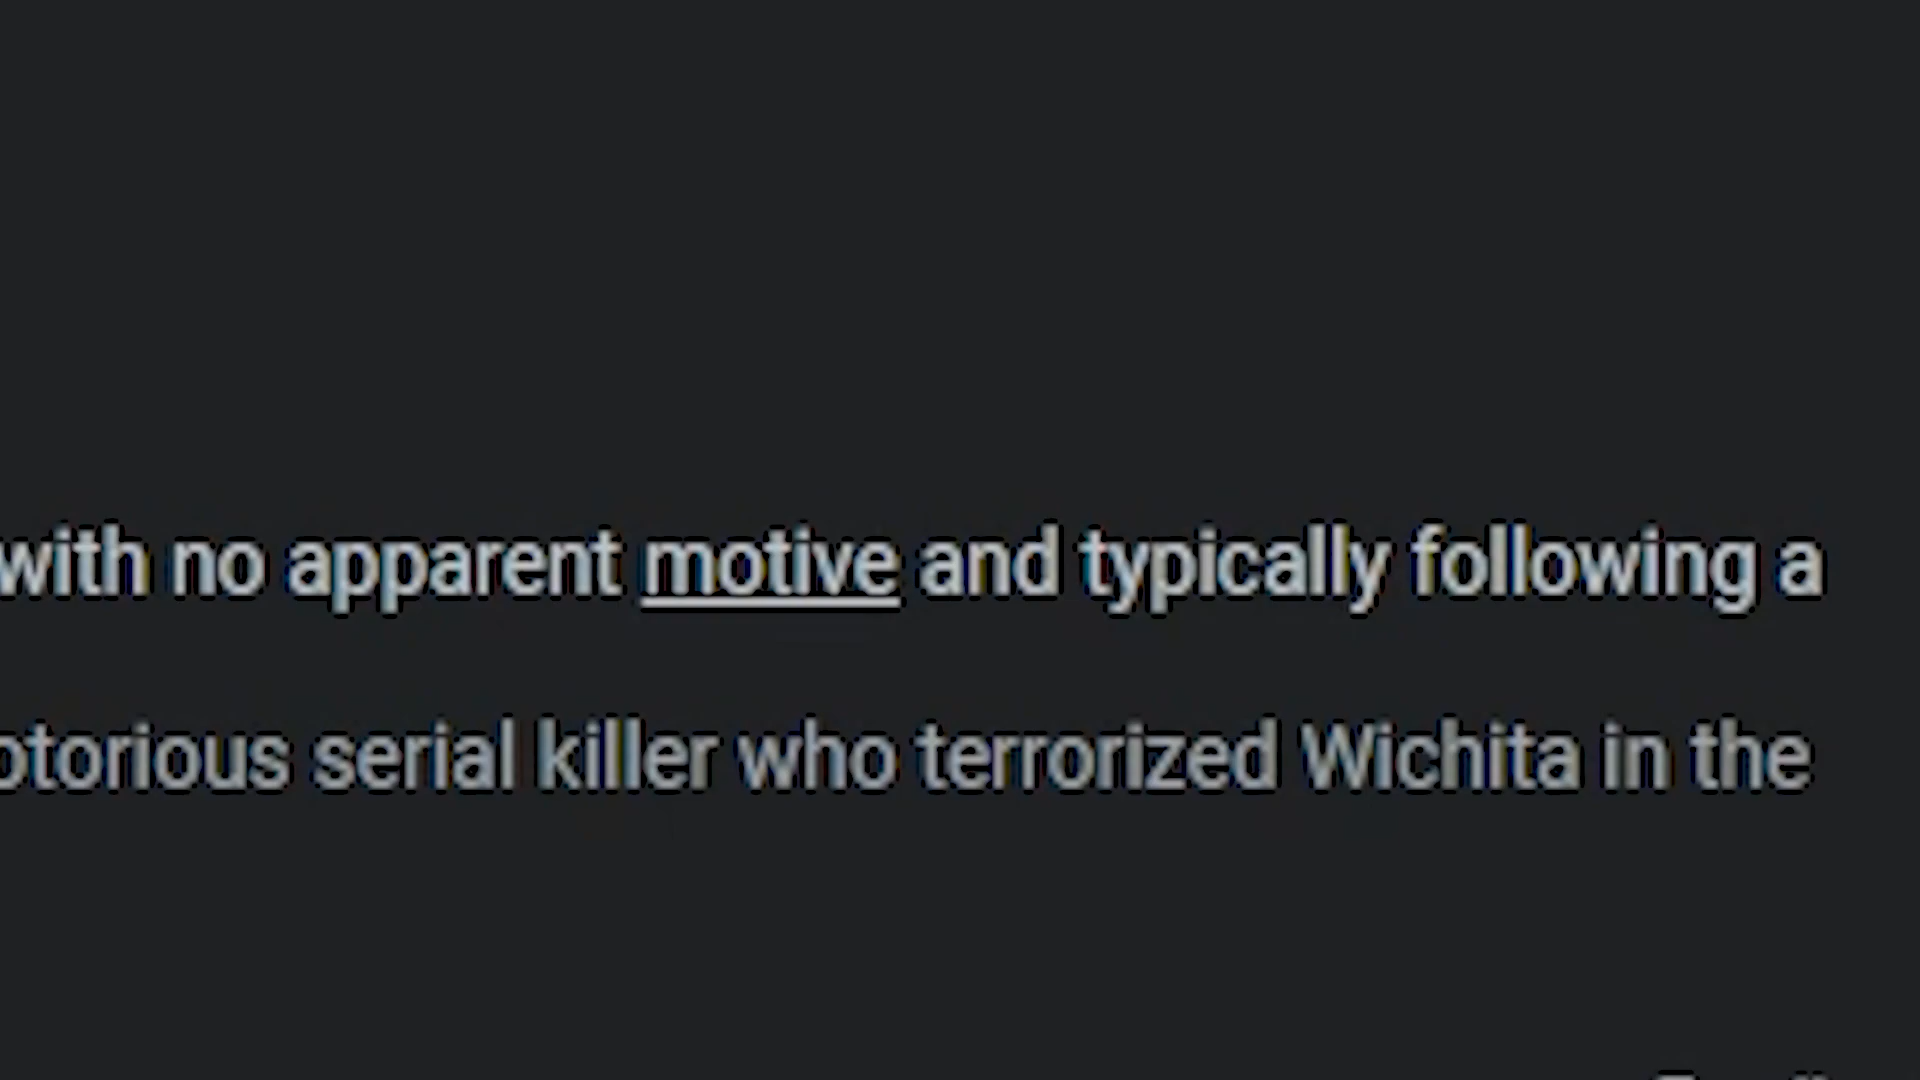 with no apparent motive and typically following a
otorious serial killer who terrorized Wichita in the